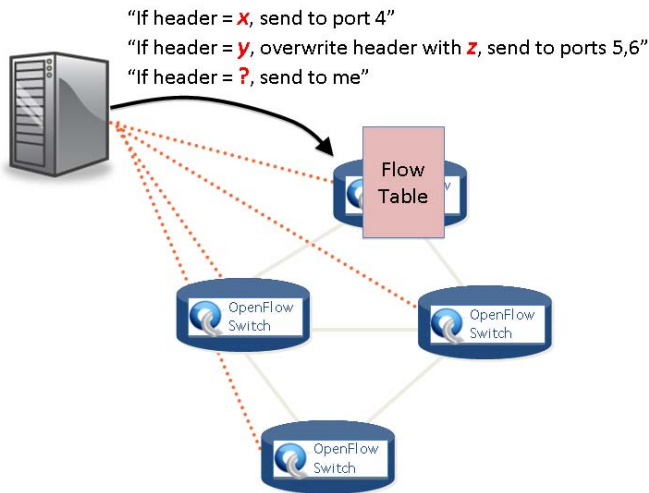 “If header = x, send to port 4”
“If header = y, overwrite header with z, send to ports 5,6”
“If header = ?, send to me”
Flow
Table
OpenFlow
Switch
OpenFlow
Switch
OpenFlow
Switch